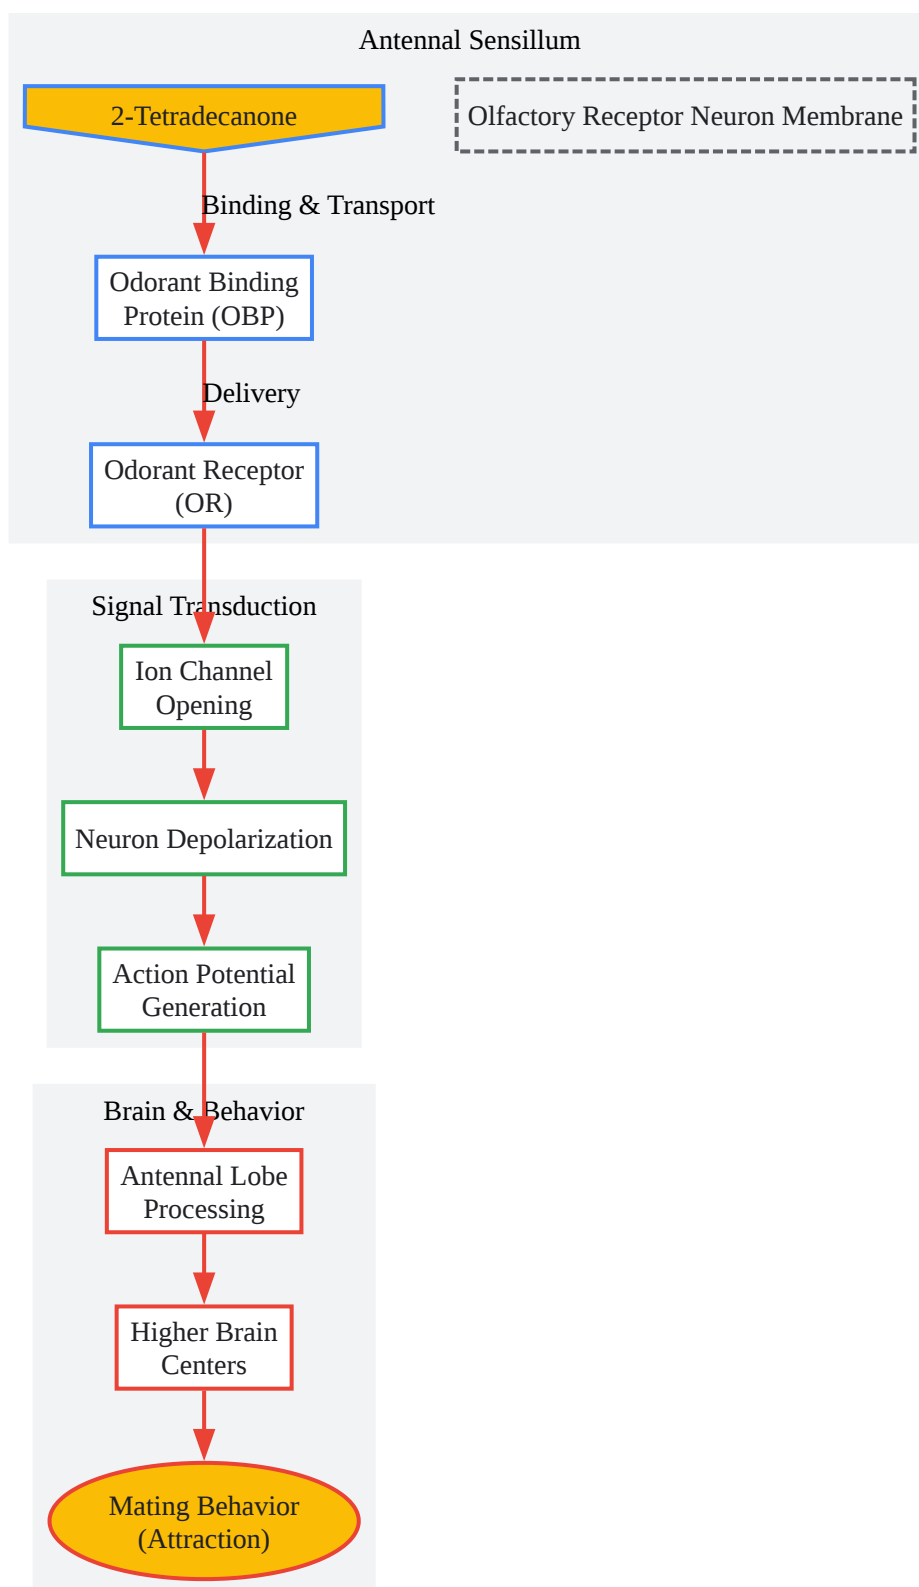 Antennal Sensillum
2-Tetradecanone
Olfactory Receptor Neuron Membrane
Binding & Transport
Odorant Binding
Protein (OBP)
Delivery
Odorant Receptor
(OR)
Signal Transduction
Ion Channel
Opening
Neuron Depolarization
Action Potential
Generation
Brain & Behavior
Antennal Lobe
Processing
Higher Brain
Centers
Mating Behavior
(Attraction)